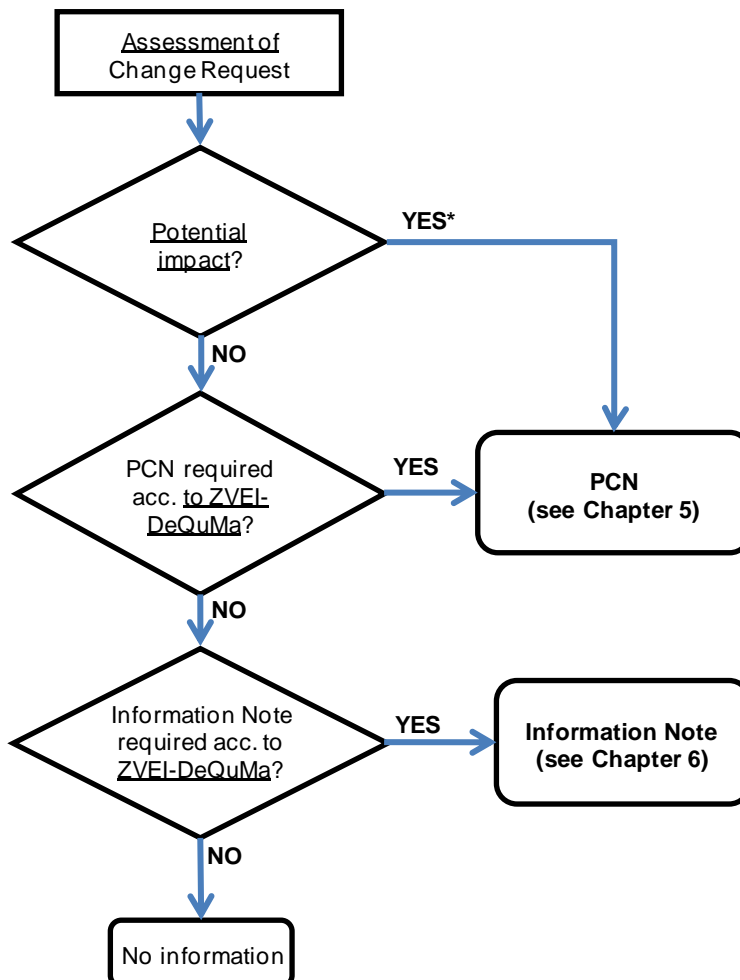 Assessment of
Change Request
Potential
impact?
YES*
NO
PCN required
acc. to ZVEI-
DeQuMa?
YES
PCN
(see Chapter 5)
NO
Information Note
required acc. to
ZVEI-DeQuMa?
YES
Information Note
(see Chapter 6)
NO
No information